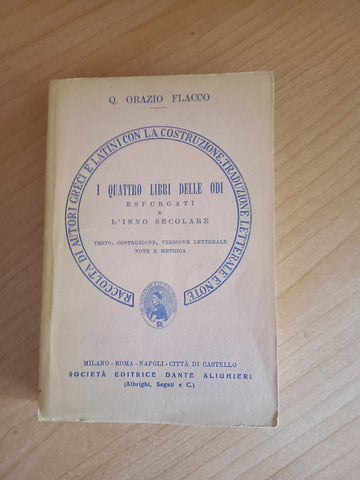 Q. ORAZIO FLACCO
RACCOLTA DI AUTORI GRECI E LATINI CON LA COSTRUZIONE, TRADUZIONE LETTERALE E NOTE
I QUATTRO LIBRI DELLE ODI
ESPURGATI
E
L'INNO SECOLARE
TESTO, COSTRUZIONE, VERSIONE LETTERALE
NOTE E METRICA
MILANO - ROMA - NAPOLI - CITTÀ DI CASTELLO
SOCIETÀ EDITRICE DANTE ALIGHIERI
(Albrighi, Segati e C.)